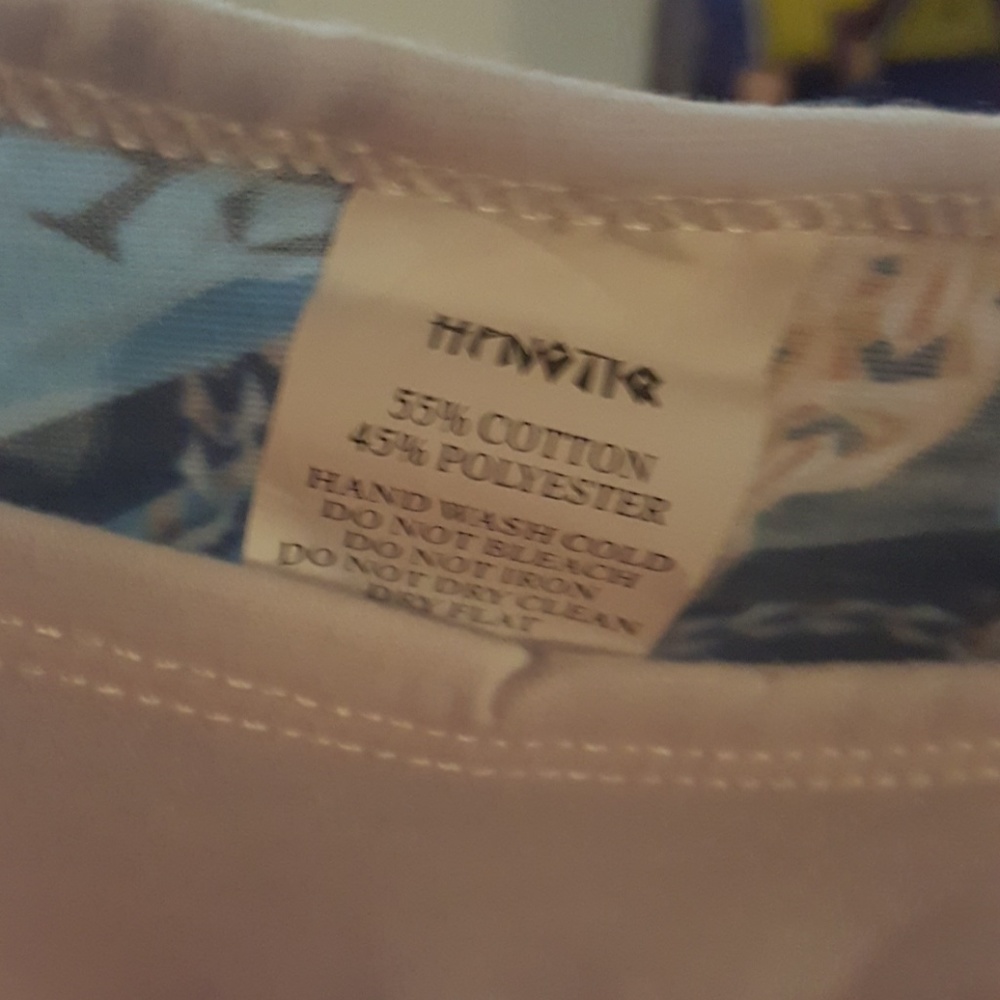 HYPNOTIK
55% COTTON
45% POLYESTER
HAND WASH COLD
DO NOT BLEACH
DO NOT IRON
DO NOT DRY CLEAN
DRY FLAT